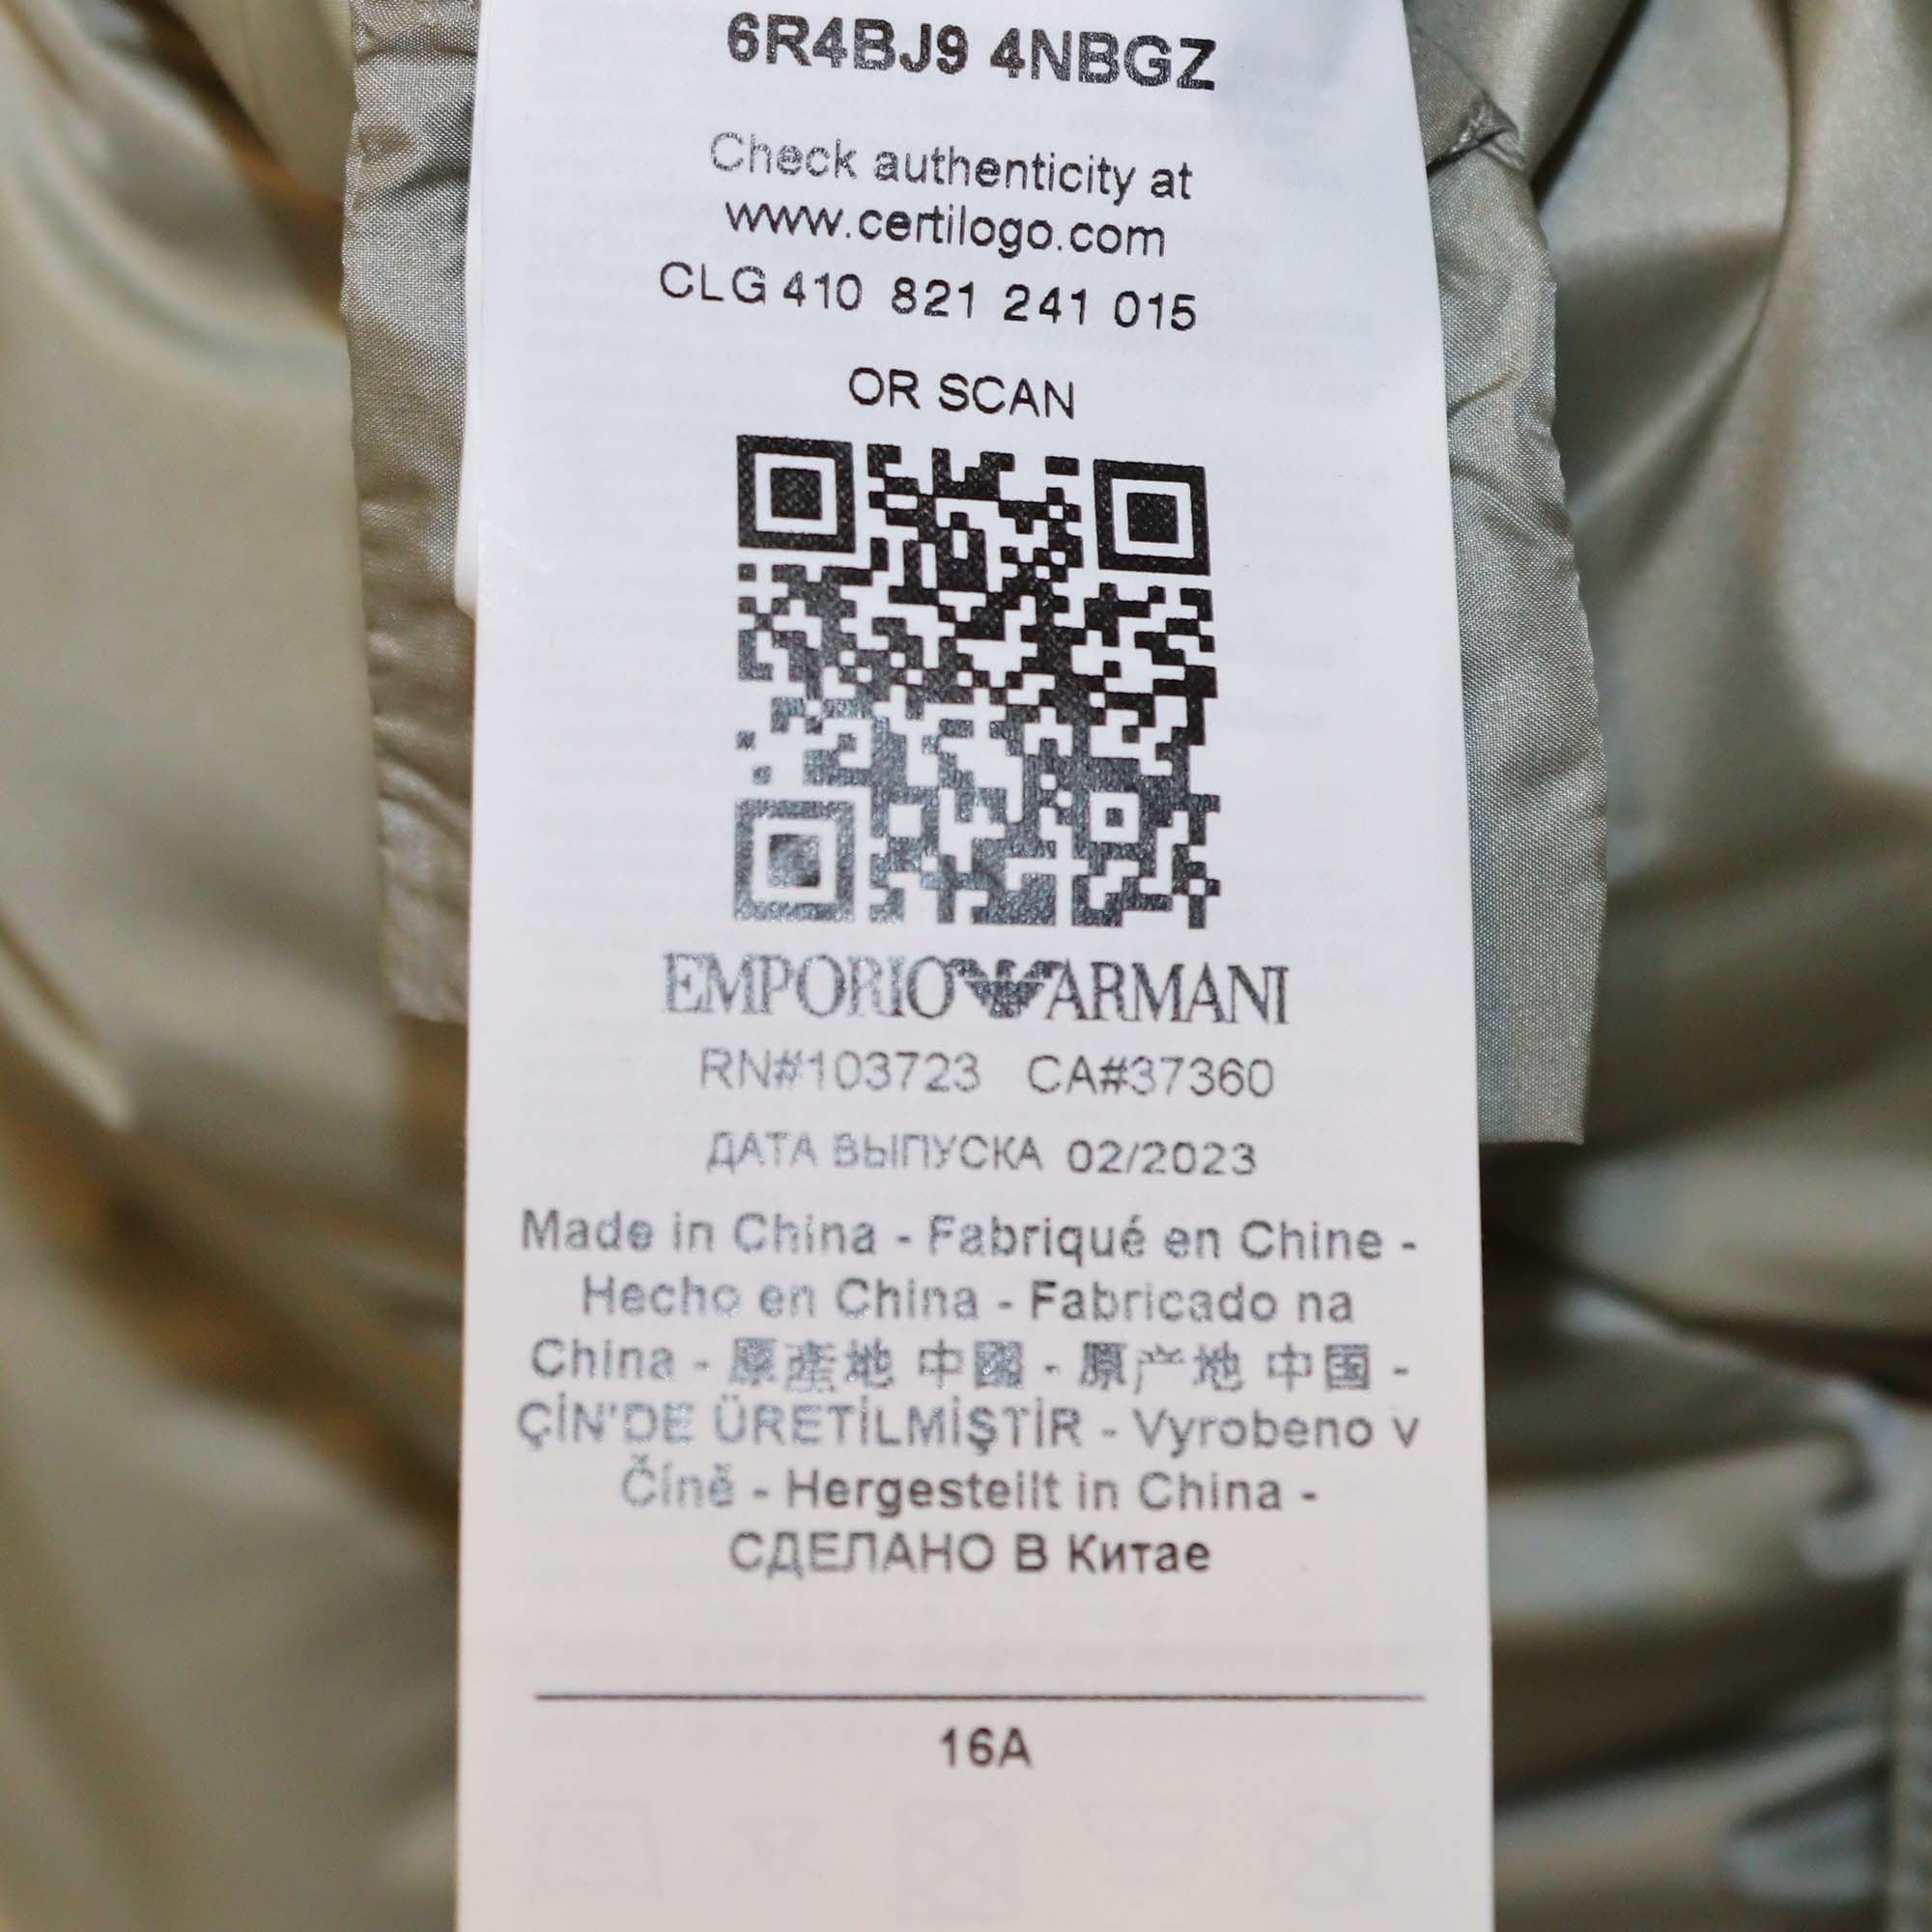 6R4BJ9 4NBGZ
Check authenticity at
www.certilogo.com
CLG 410 821 241 015
OR SCAN
EMPORIO ARMANI
RN#103723 CA#37360
ДАТА ВЫПУСКА 02/2023
Made in China - Fabriqué en Chine -
Hecho en China - Fabricado na
China - 原產地 中國 - 原产地 中国 -
ÇİN'DE ÜRETİLMİŞTİR - Vyrobeno v
Číně - Hergestellt in China -
СДЕЛАНО В Китае
16A